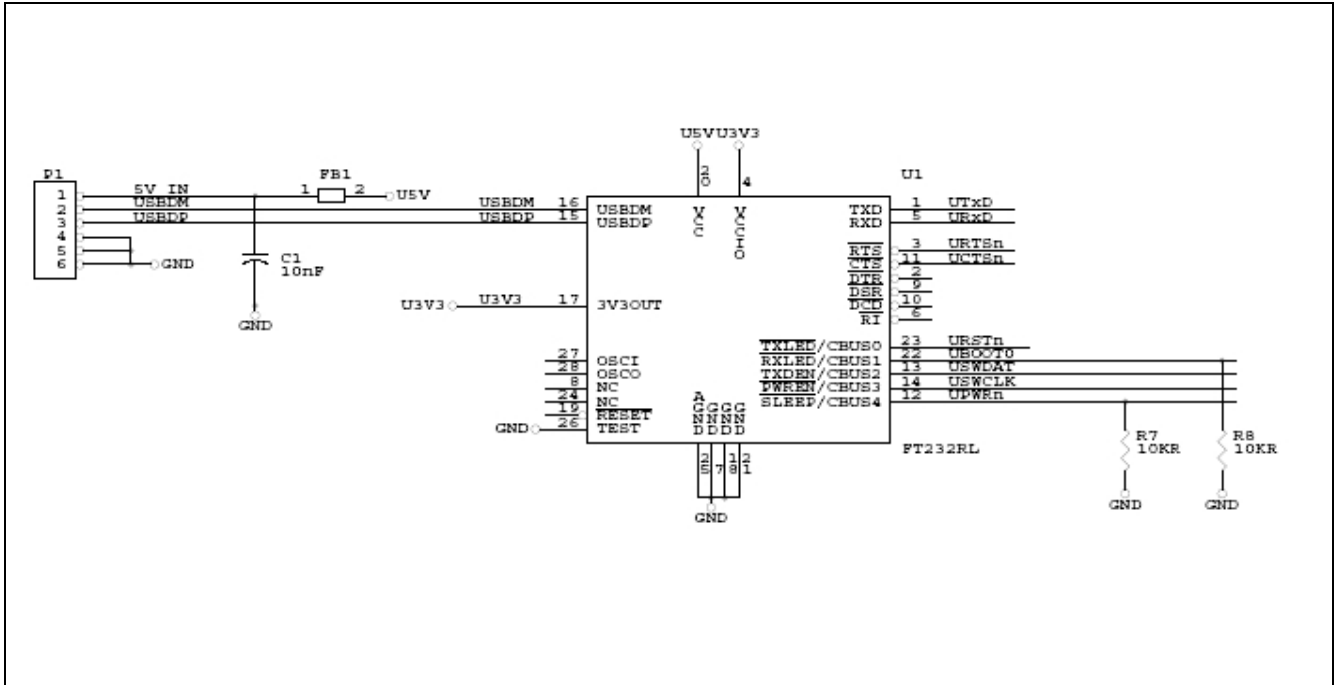 U5V U3V3
P1
FB1
U1
20
4
1
5V IN
1
2
U5V
2
USBDM
USBDM
16
USBDM
VCC
VCCIO
TXD
1
UTxD
3
USBDP
USBDP
15
USBDP
RXD
5
URxD
4
5
6
GND
RTS
3
URTSn
CTS
11
UCTSn
DTR
2
DSR
9
DCD
10
RI
6
C1
10nF
GND
U3V3
U3V3
17
3V3OUT
TXLED/CBUS0
23
URSTn
27
OSCI
RXLED/CBUS1
22
UBOOT0
28
OSCO
TXDEN/CBUS2
13
USWDAT
8
NC
PWREN/CBUS3
14
USWCLK
24
NC
SLEEP/CBUS4
12
UPWRn
19
RESET
GND
26
TEST
AGND
GND
GND
GND
FT232RL
25
7
18
21
GND
R7
10KR
GND
R8
10KR
GND